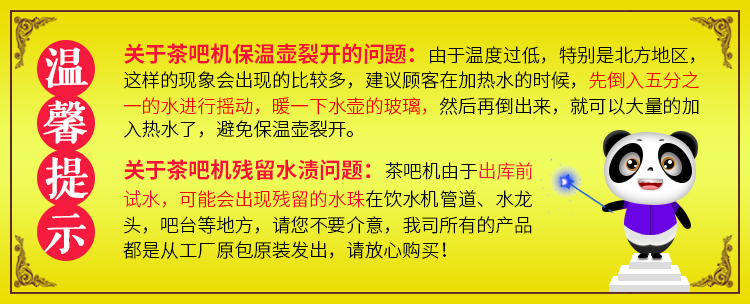 温馨提示
关于茶吧机保温壶裂开的问题：由于温度过低，特别是北方地区，
这样的现象会出现的比较多，建议顾客在加热水的时候，先倒入五分之
一的水进行摇动，暖一下水壶的玻璃，然后再倒出来，就可以大量的加
入热水了，避免保温壶裂开。
关于茶吧机残留水渍问题：茶吧机由于出库前
试水，可能会出现残留的水珠在饮水机管道、水龙
头，吧台等地方，请您不要介意，我司所有的产品
都是从工厂原包原装发出，请放心购买！